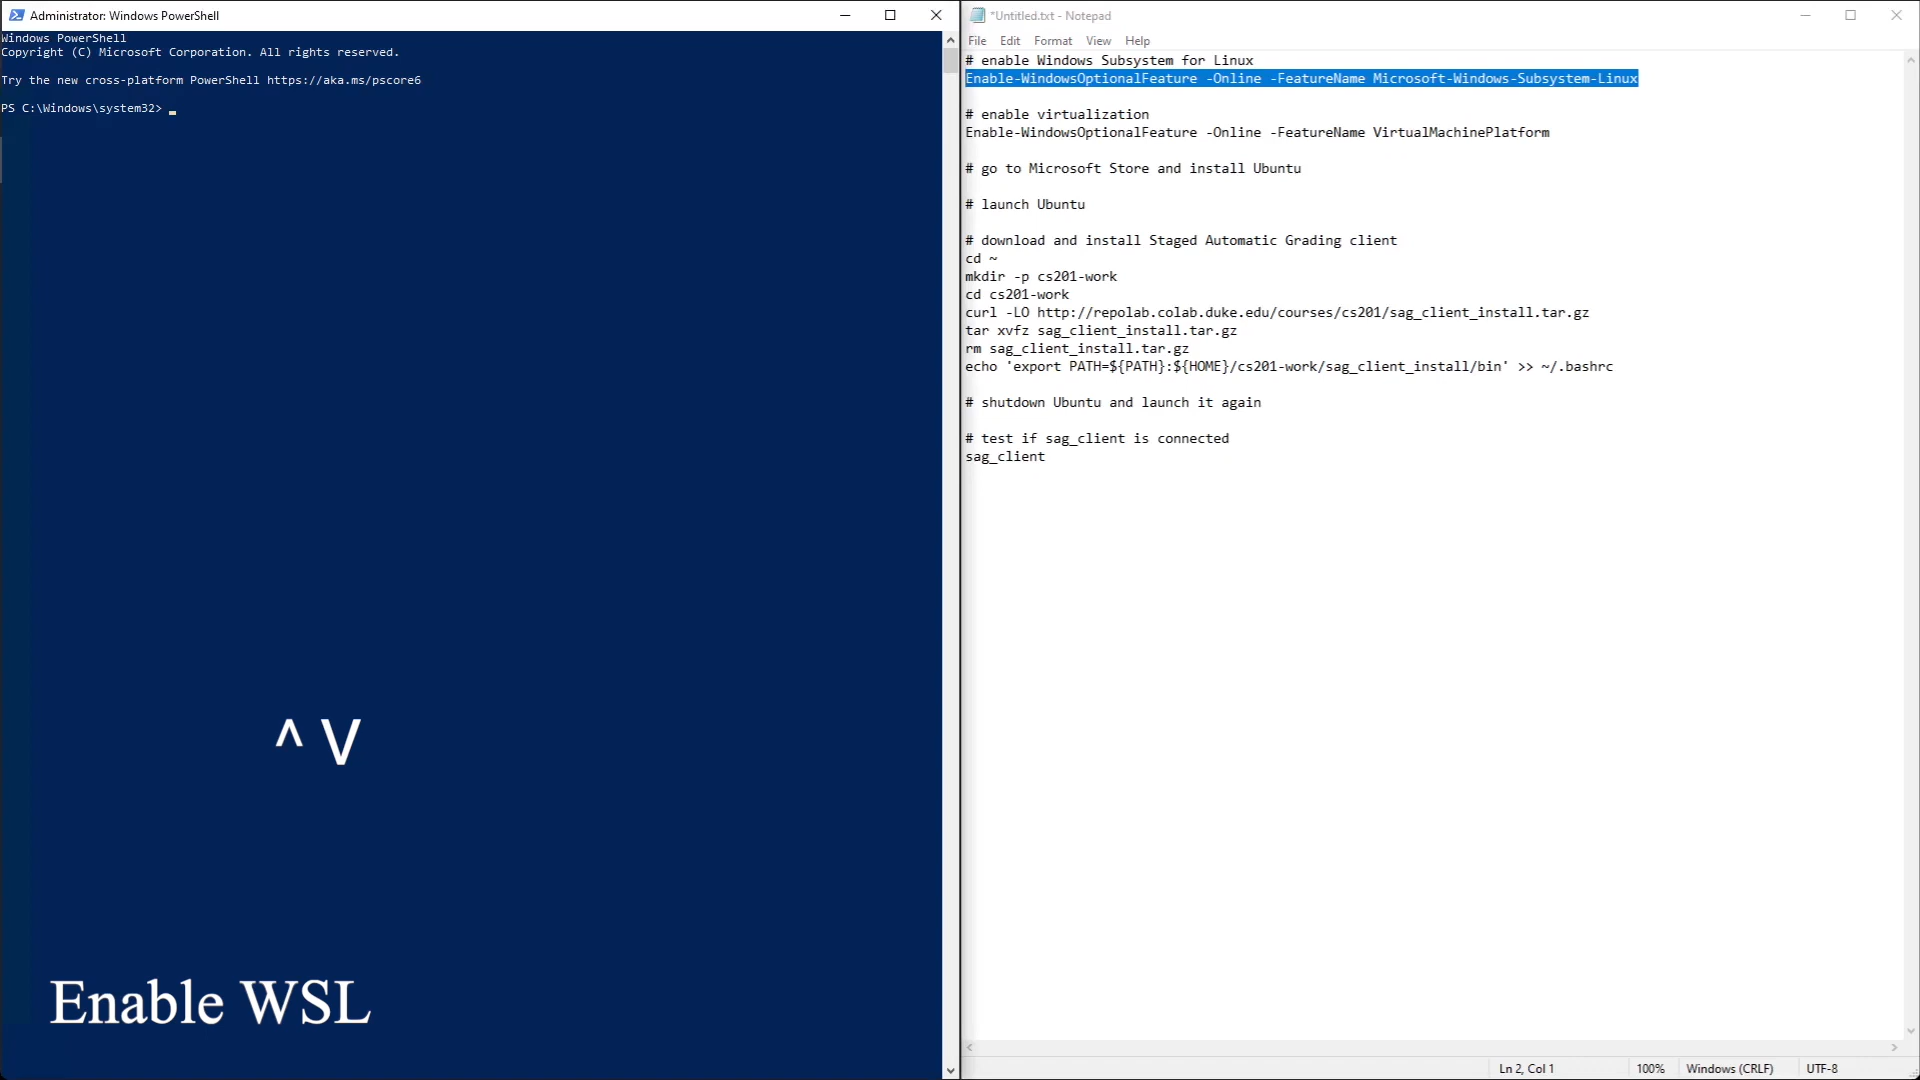 Administrator: Windows PowerShell
Windows PowerShell
Copyright (C) Microsoft Corporation. All rights reserved.
Try the new cross-platform PowerShell https://aka.ms/pscore6
PS C:\Windows\system32> _
^ V
Enable WSL
*Untitled.txt - Notepad
File Edit Format View Help
# enable Windows Subsystem for Linux
Enable-WindowsOptionalFeature -Online -FeatureName Microsoft-Windows-Subsystem-Linux
# enable virtualization
Enable-WindowsOptionalFeature -Online -FeatureName VirtualMachinePlatform
# go to Microsoft Store and install Ubuntu
# launch Ubuntu
# download and install Staged Automatic Grading client
cd ~
mkdir -p cs201-work
cd cs201-work
curl -LO http://repolab.colab.duke.edu/courses/cs201/sag_client_install.tar.gz
tar xvfz sag_client_install.tar.gz
rm sag_client_install.tar.gz
echo 'export PATH=${PATH}:${HOME}/cs201-work/sag_client_install/bin' >> ~/.bashrc
# shutdown Ubuntu and launch it again
# test if sag_client is connected
sag_client
Ln 2, Col 1 100% Windows (CRLF) UTF-8